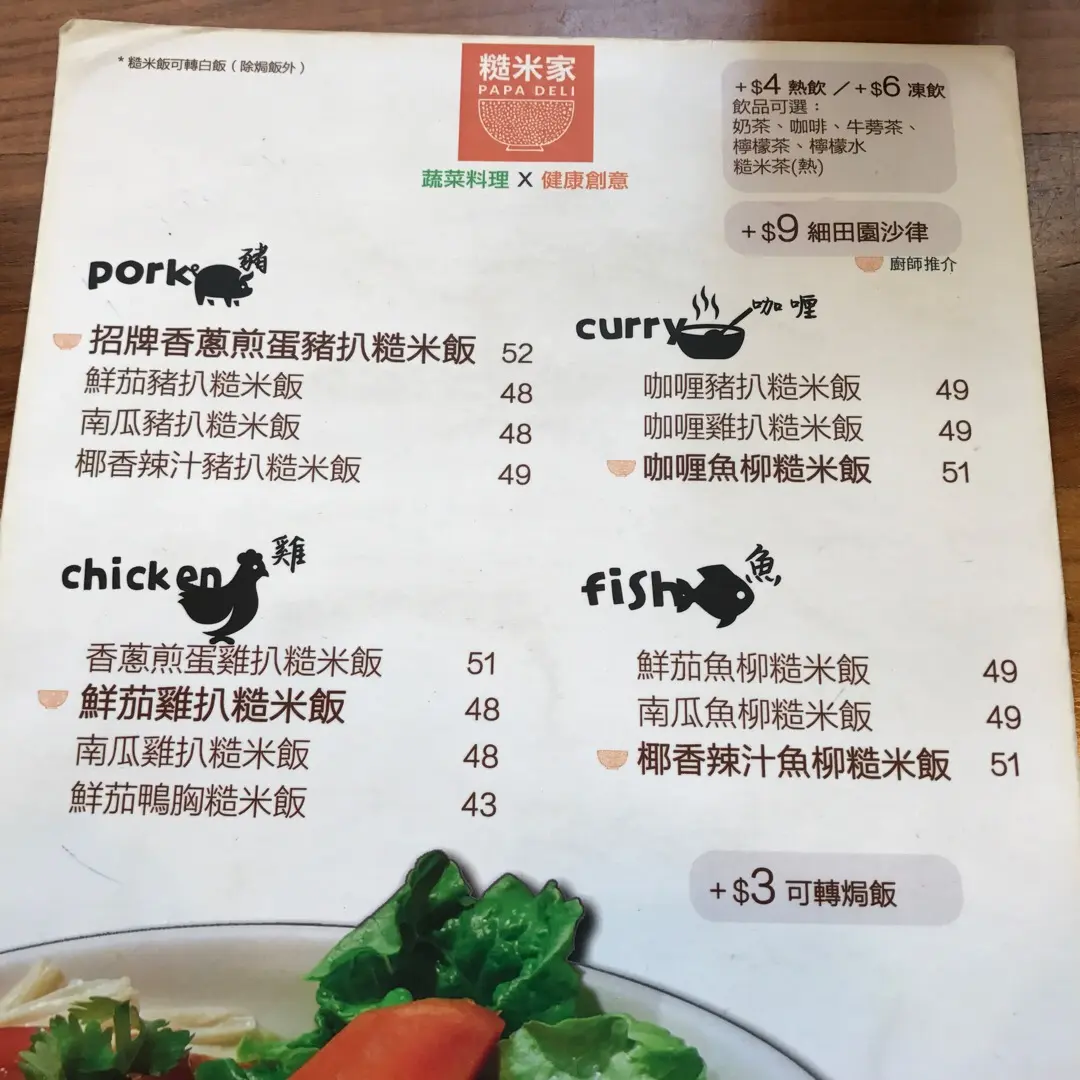 *糙米飯可轉白飯（除焗飯外）
糙米家
PAPA DELI
蔬菜料理 X 健康創意
+$4 熱飲 ／+$6 凍飲
飲品可選：
奶茶、咖啡、牛蒡茶、
檸檬茶、檸檬水
糙米茶(熱)
+$9 細田園沙律
廚師推介
pork 豬
招牌香蔥煎蛋豬扒糙米飯 52
鮮茄豬扒糙米飯 48
南瓜豬扒糙米飯 48
椰香辣汁豬扒糙米飯 49
curry 咖喱
咖喱豬扒糙米飯 49
咖喱雞扒糙米飯 49
咖喱魚柳糙米飯 51
chicken 雞
香蔥煎蛋雞扒糙米飯 51
鮮茄雞扒糙米飯 48
南瓜雞扒糙米飯 48
鮮茄鴨胸糙米飯 43
fish 魚
鮮茄魚柳糙米飯 49
南瓜魚柳糙米飯 49
椰香辣汁魚柳糙米飯 51
+$3 可轉焗飯